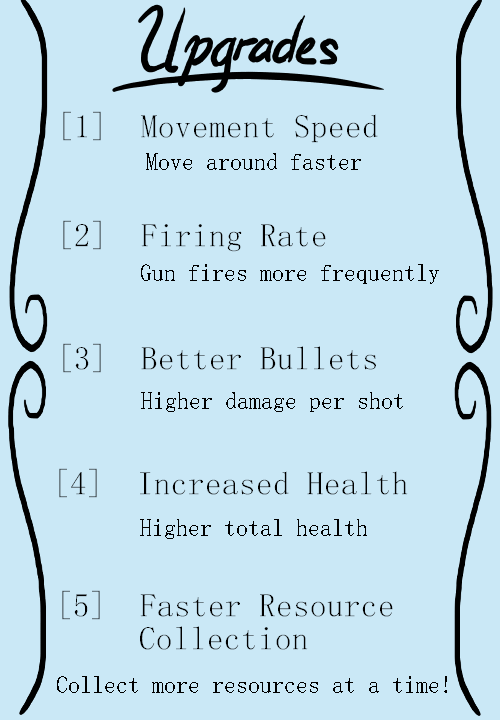 Upgrades
[1] Movement Speed
Move around faster
[2] Firing Rate
Gun fires more frequently
[3] Better Bullets
Higher damage per shot
[4] Increased Health
Higher total health
[5] Faster Resource
Collection
Collect more resources at a time!